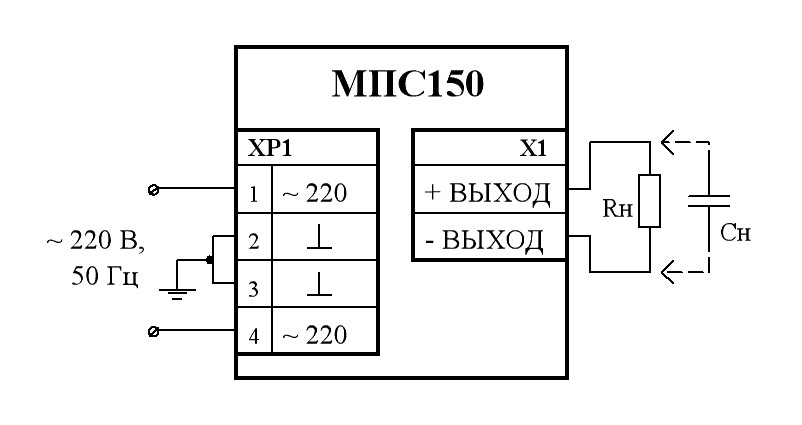 МПС150
ХР1
1 ~ 220
2 ⊥
3 ⊥
4 ~ 220
~ 220 В,
50 Гц
Х1
+ ВЫХОД
- ВЫХОД
Rн
Сн